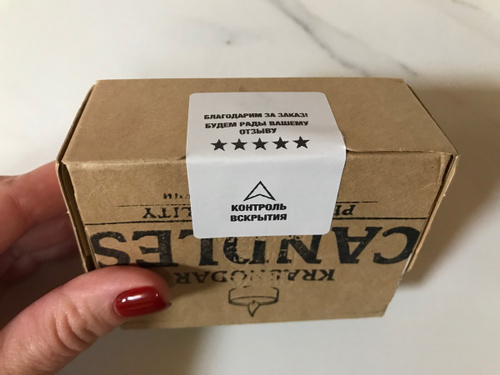 БЛАГОДАРИМ ЗА ЗАКАЗ!
БУДЕМ РАДЫ ВАШЕМУ
ОТЗЫВУ
КОНТРОЛЬ
ВСКРЫТИЯ
KRASNODAR
CANDLES